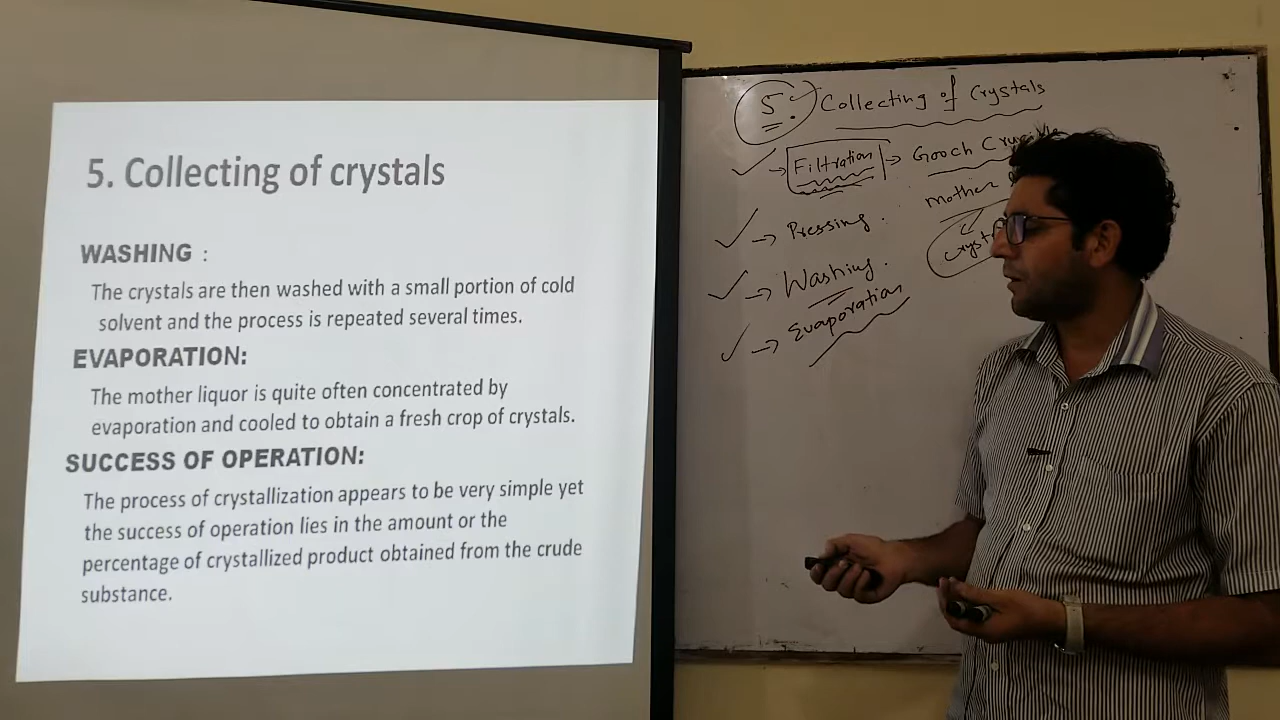 5. Collecting of crystals
WASHING :
The crystals are then washed with a small portion of cold
solvent and the process is repeated several times.
EVAPORATION:
The mother liquor is quite often concentrated by
evaporation and cooled to obtain a fresh crop of crystals.
SUCCESS OF OPERATION:
The process of crystallization appears to be very simple yet
the success of operation lies in the amount or the
percentage of crystallized product obtained from the crude
substance.
5. Collecting of Crystals
→ Filtration → Gooch
mother
→ Pressing.
→ Washing.
→ Evaporation